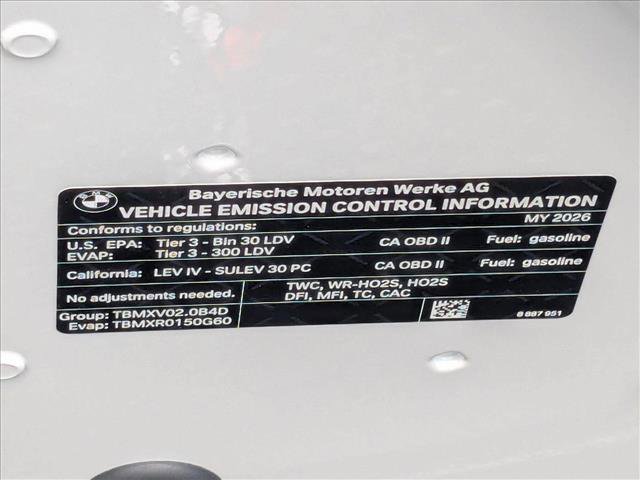 BMW
Bayerische Motoren Werke AG
VEHICLE EMISSION CONTROL INFORMATION
Conforms to regulations: MY 2026
U.S. EPA: Tier 3 - Bin 30 LDV CA OBD II Fuel: gasoline
EVAP: Tier 3 - 300 LDV
California: LEV IV - SULEV 30 PC CA OBD II Fuel: gasoline
No adjustments needed. TWC, WR-HO2S, HO2S
DFI, MFI, TC, CAC
Group: TBMXV02.0B4D
Evap: TBMXR0150G60 8 887 951